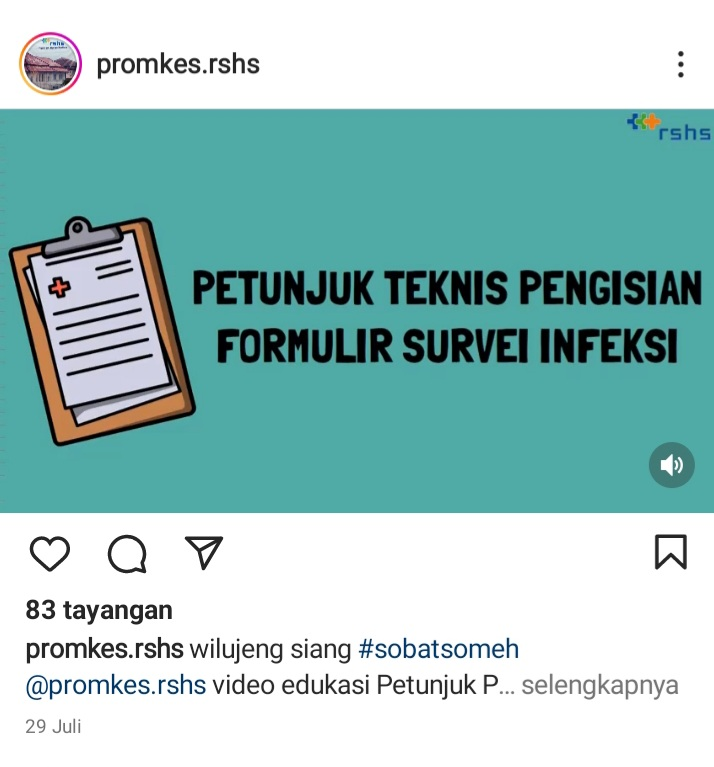 promkes.rshs
rshs
PETUNJUK TEKNIS PENGISIAN
FORMULIR SURVEI INFEKSI
83 tayangan
promkes.rshs wilujeng siang #sobatsomeh
@promkes.rshs video edukasi Petunjuk P... selengkapnya
29 Juli